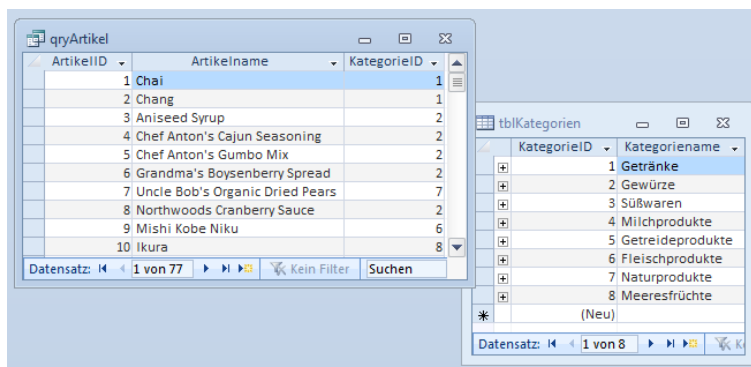 qryArtikel
ArtikelID Artikelname KategorieID
1 Chai 1
2 Chang 1
3 Aniseed Syrup 2
4 Chef Anton's Cajun Seasoning 2
5 Chef Anton's Gumbo Mix 2
6 Grandma's Boysenberry Spread 2
7 Uncle Bob's Organic Dried Pears 7
8 Northwoods Cranberry Sauce 2
9 Mishi Kobe Niku 6
10 Ikura 8
Datensatz: 1 von 77 Kein Filter Suchen
tblKategorien
KategorieID Kategoriename
1 Getränke
2 Gewürze
3 Süßwaren
4 Milchprodukte
5 Getreideprodukte
6 Fleischprodukte
7 Naturprodukte
8 Meeresfrüchte
(Neu)
Datensatz: 1 von 8